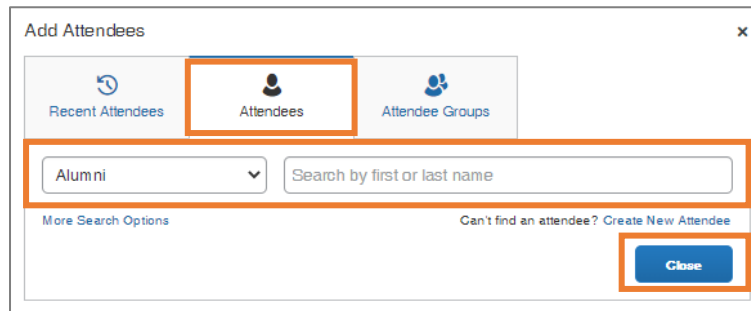 Add Attendees ×
Recent Attendees Attendees Attendee Groups
Alumni Search by first or last name
More Search Options Can't find an attendee? Create New Attendee
Close